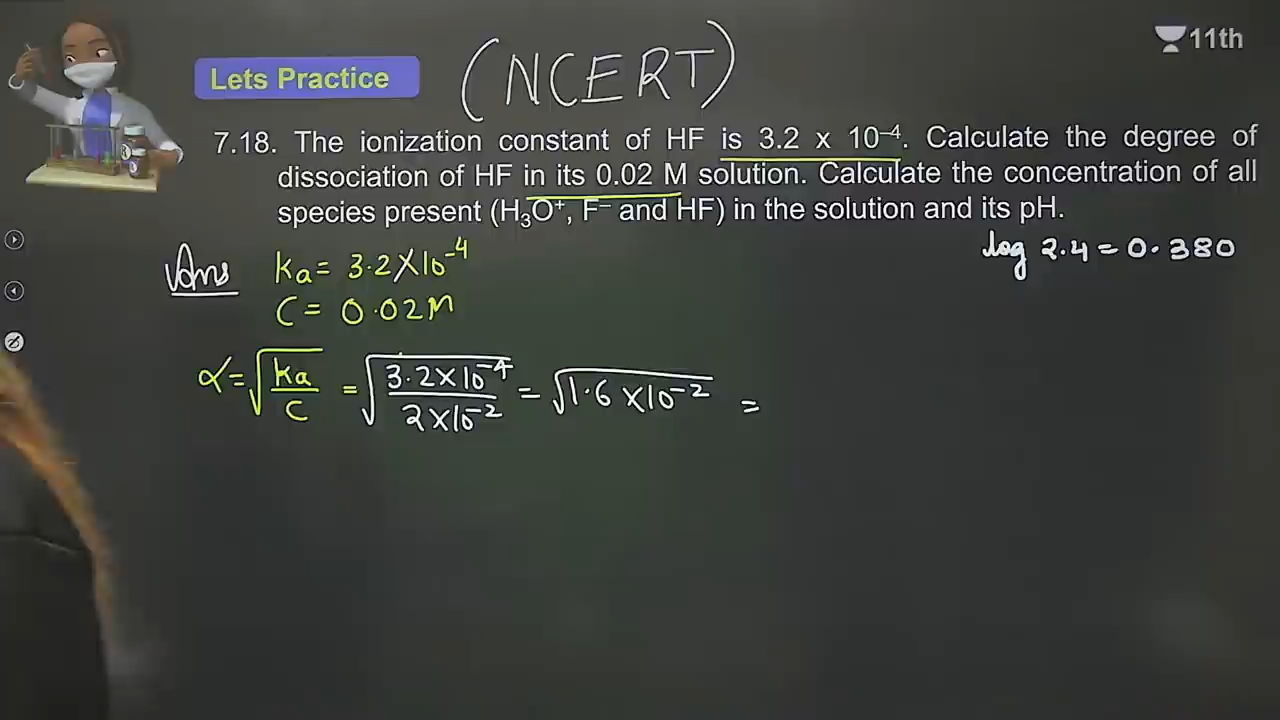 11th
Lets Practice
(NCERT)
7.18. The ionization constant of HF is 3.2 x 10⁻⁴. Calculate the degree of
dissociation of HF in its 0.02 M solution. Calculate the concentration of all
species present (H₃O⁺, F⁻ and HF) in the solution and its pH.
log 2.4 = 0.380
Ans
Ka = 3.2 × 10⁻⁴
C = 0.02 M
α = √(Ka/C) = √(3.2 × 10⁻⁴/2 × 10⁻²) = √(1.6 × 10⁻²) =